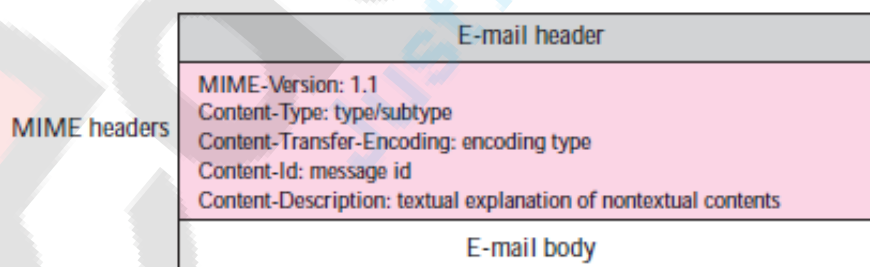 E-mail header
MIME-Version: 1.1
Content-Type: type/subtype
MIME headers
Content-Transfer-Encoding: encoding type
Content-Id: message id
Content-Description: textual explanation of nontextual contents
E-mail body